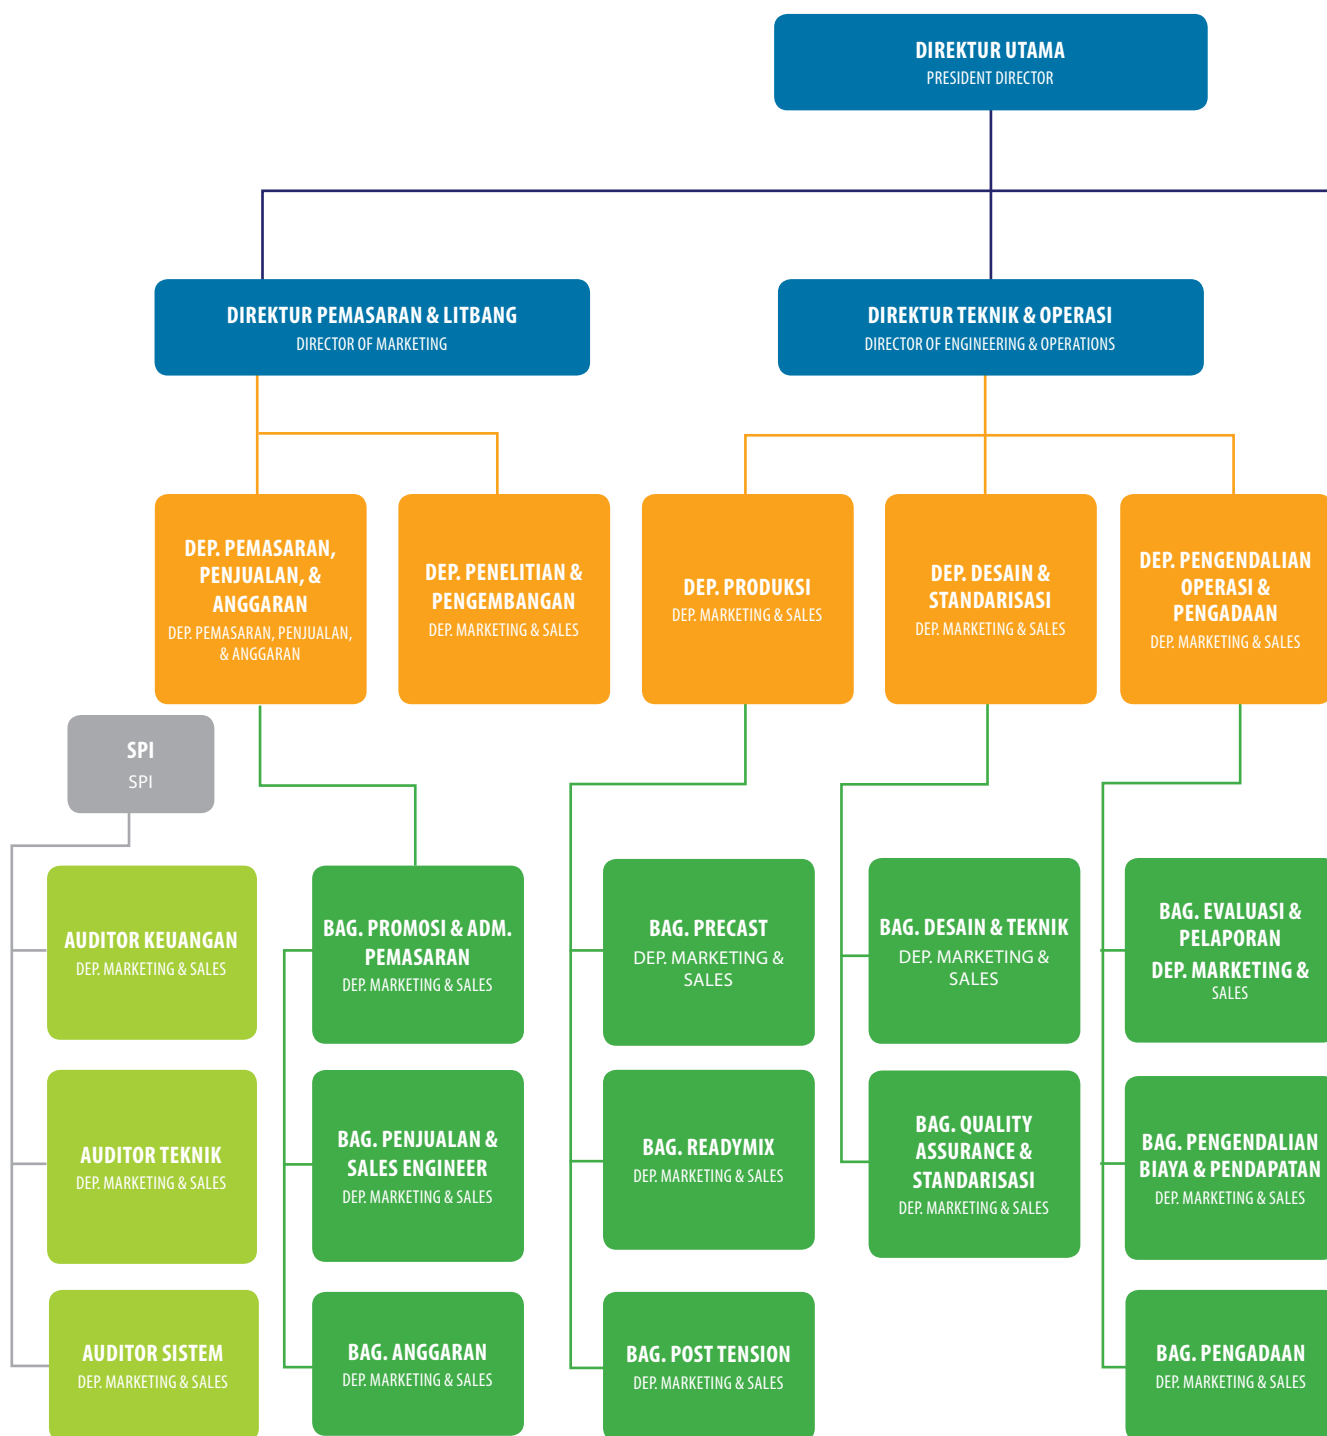 DIREKTUR UTAMA
PRESIDENT DIRECTOR
DIREKTUR PEMASARAN & LITBANG
DIRECTOR OF MARKETING
DIREKTUR TEKNIK & OPERASI
DIRECTOR OF ENGINEERING & OPERATIONS
DEP. PEMASARAN,
PENJUALAN, &
ANGGARAN
DEP. PEMASARAN, PENJUALAN,
& ANGGARAN
DEP. PENELITIAN &
PENGEMBANGAN
DEP. MARKETING & SALES
DEP. PRODUKSI
DEP. MARKETING & SALES
DEP. DESAIN &
STANDARISASI
DEP. MARKETING & SALES
DEP. PENGENDALIAN
OPERASI &
PENGADAAN
DEP. MARKETING & SALES
SPI
SPI
AUDITOR KEUANGAN
DEP. MARKETING & SALES
BAG. PROMOSI & ADM.
PEMASARAN
DEP. MARKETING & SALES
BAG. PRECAST
DEP. MARKETING &
SALES
BAG. DESAIN & TEKNIK
DEP. MARKETING &
SALES
BAG. EVALUASI &
PELAPORAN
DEP. MARKETING &
SALES
AUDITOR TEKNIK
DEP. MARKETING & SALES
BAG. PENJUALAN &
SALES ENGINEER
DEP. MARKETING & SALES
BAG. READYMIX
DEP. MARKETING & SALES
BAG. QUALITY
ASSURANCE &
STANDARISASI
DEP. MARKETING & SALES
BAG. PENGENDALIAN
BIAYA & PENDAPATAN
DEP. MARKETING & SALES
AUDITOR SISTEM
DEP. MARKETING & SALES
BAG. ANGGARAN
DEP. MARKETING & SALES
BAG. POST TENSION
DEP. MARKETING & SALES
BAG. PENGADAAN
DEP. MARKETING & SALES